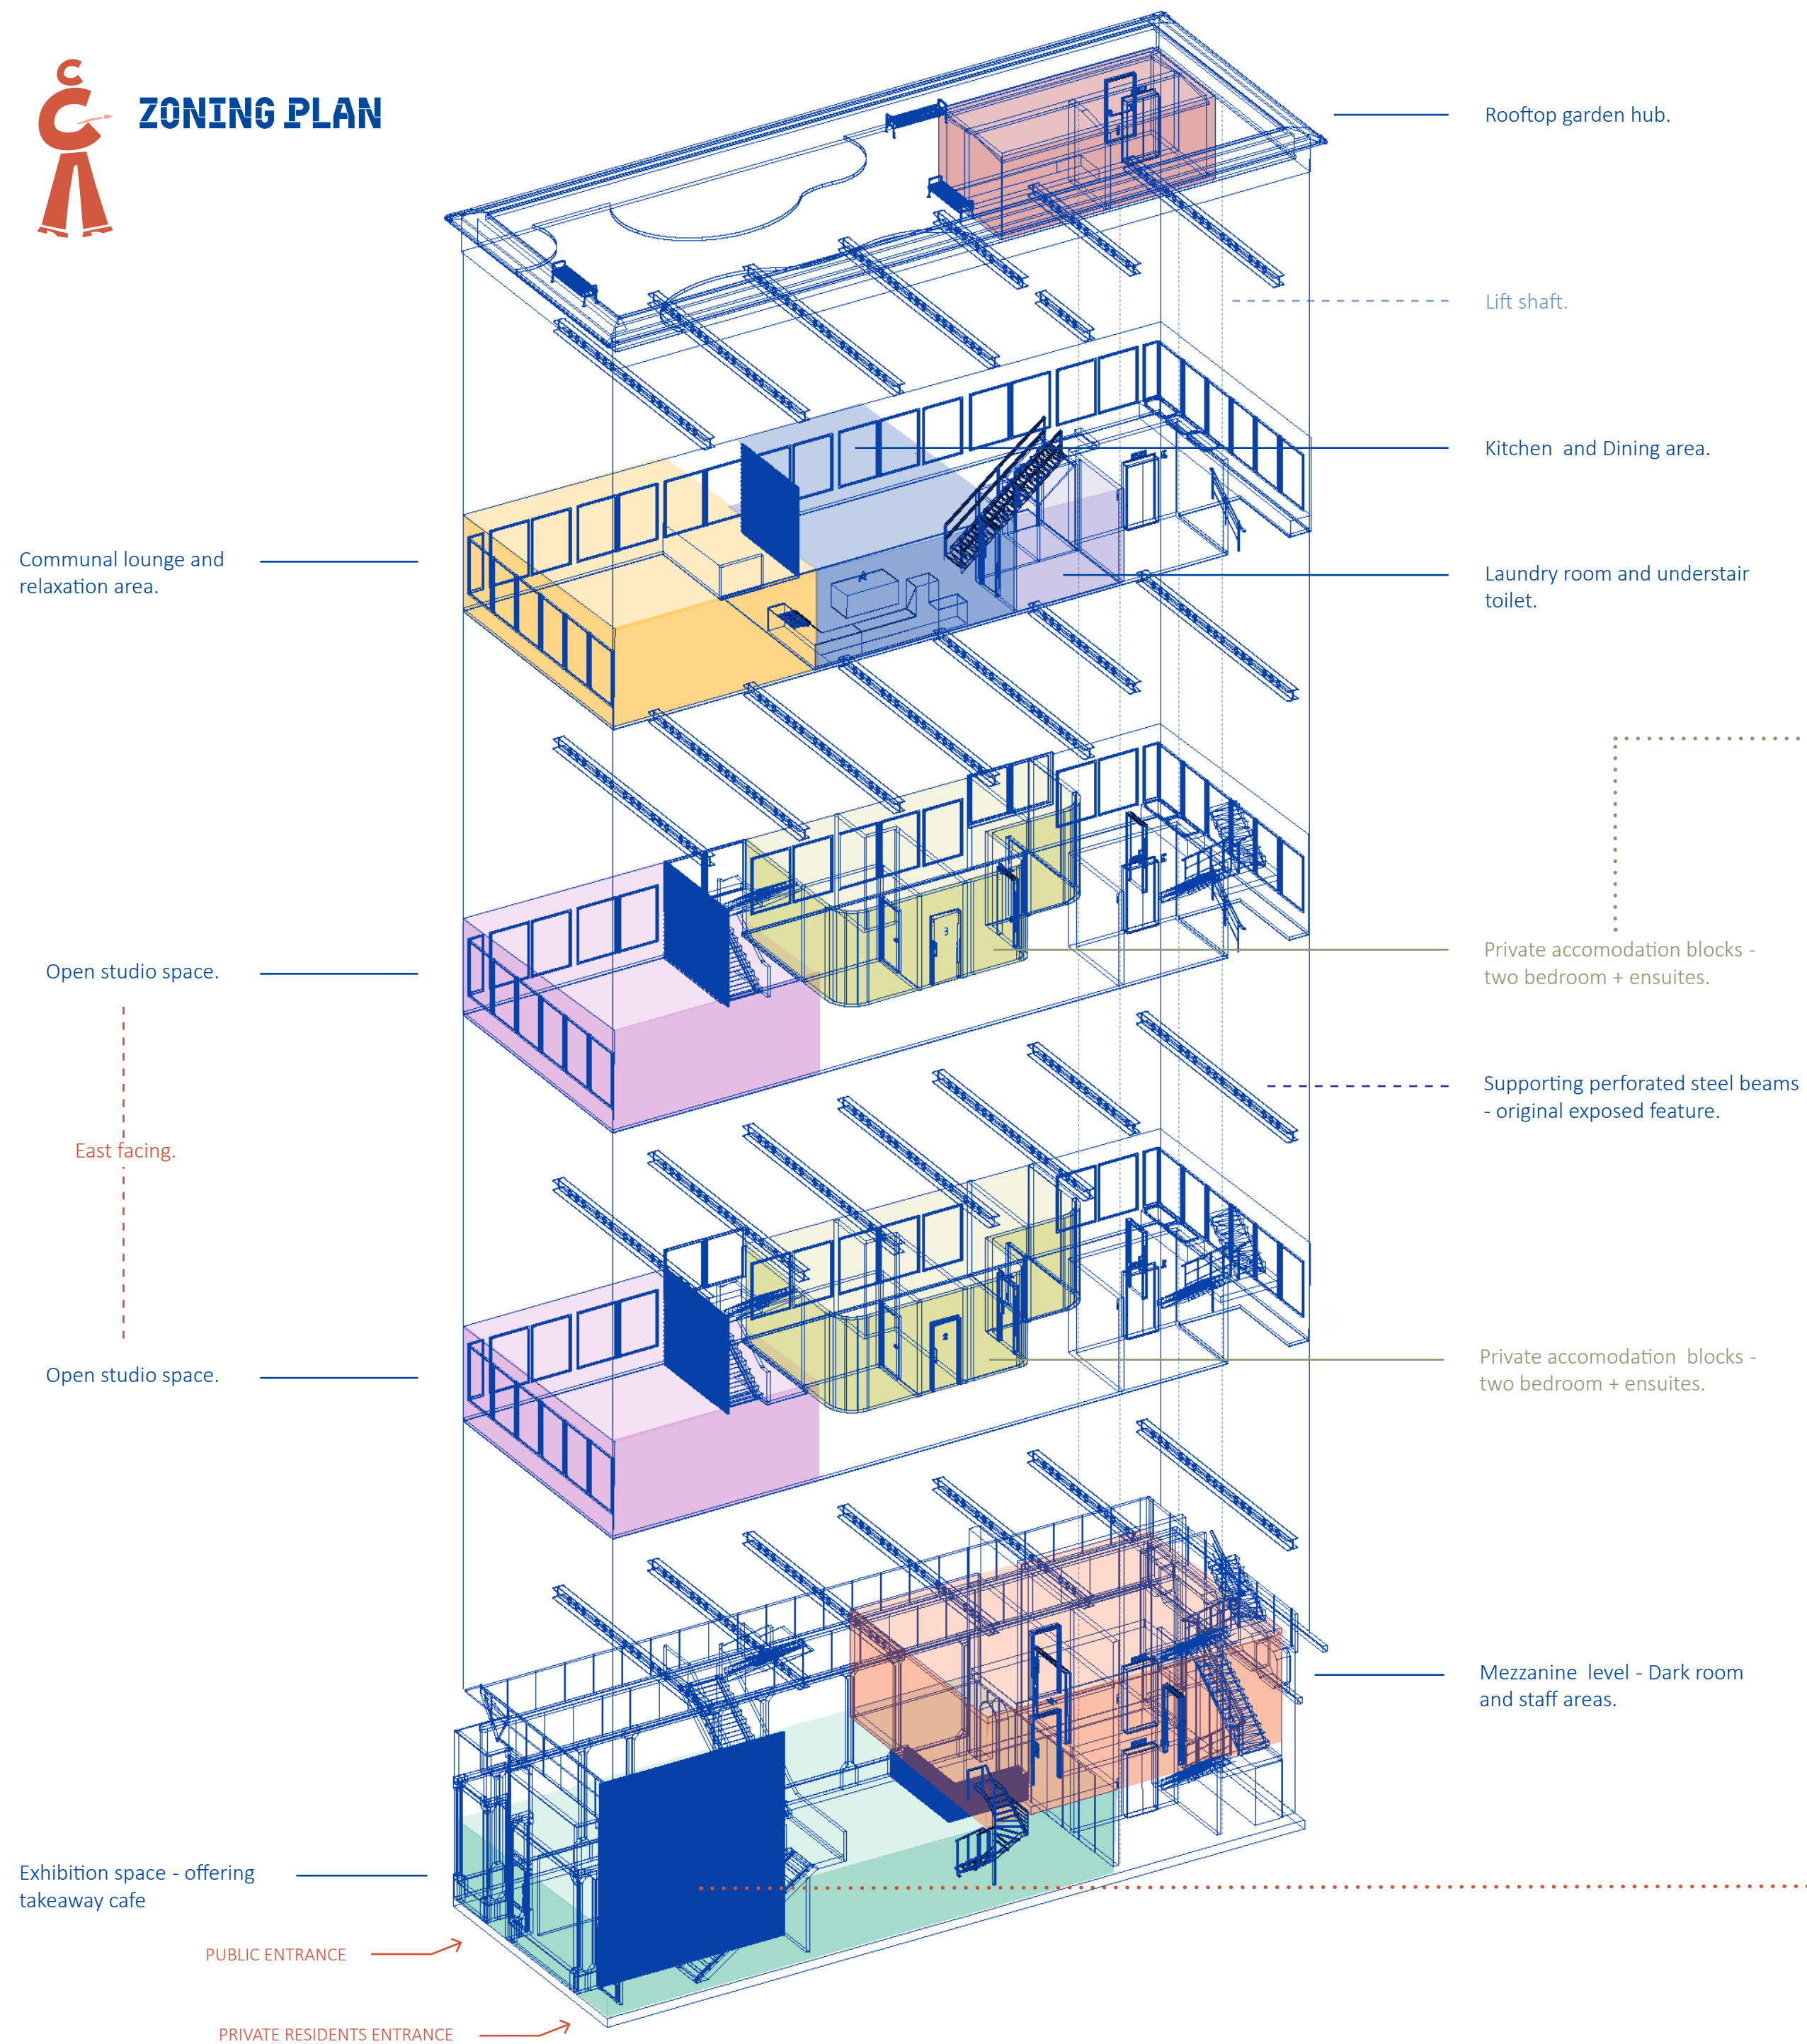 ZONING PLAN
Rooftop garden hub.
Lift shaft.
Kitchen and Dining area.
Communal lounge and
relaxation area.
Laundry room and understair
toilet.
Open studio space.
Private accomodation blocks -
two bedroom + ensuites.
3
Supporting perforated steel beams
- original exposed feature.
East facing.
2
Open studio space.
Private accomodation blocks -
two bedroom + ensuites.
Mezzanine level - Dark room
and staff areas.
Exhibition space - offering
takeaway cafe
PUBLIC ENTRANCE
PRIVATE RESIDENTS ENTRANCE